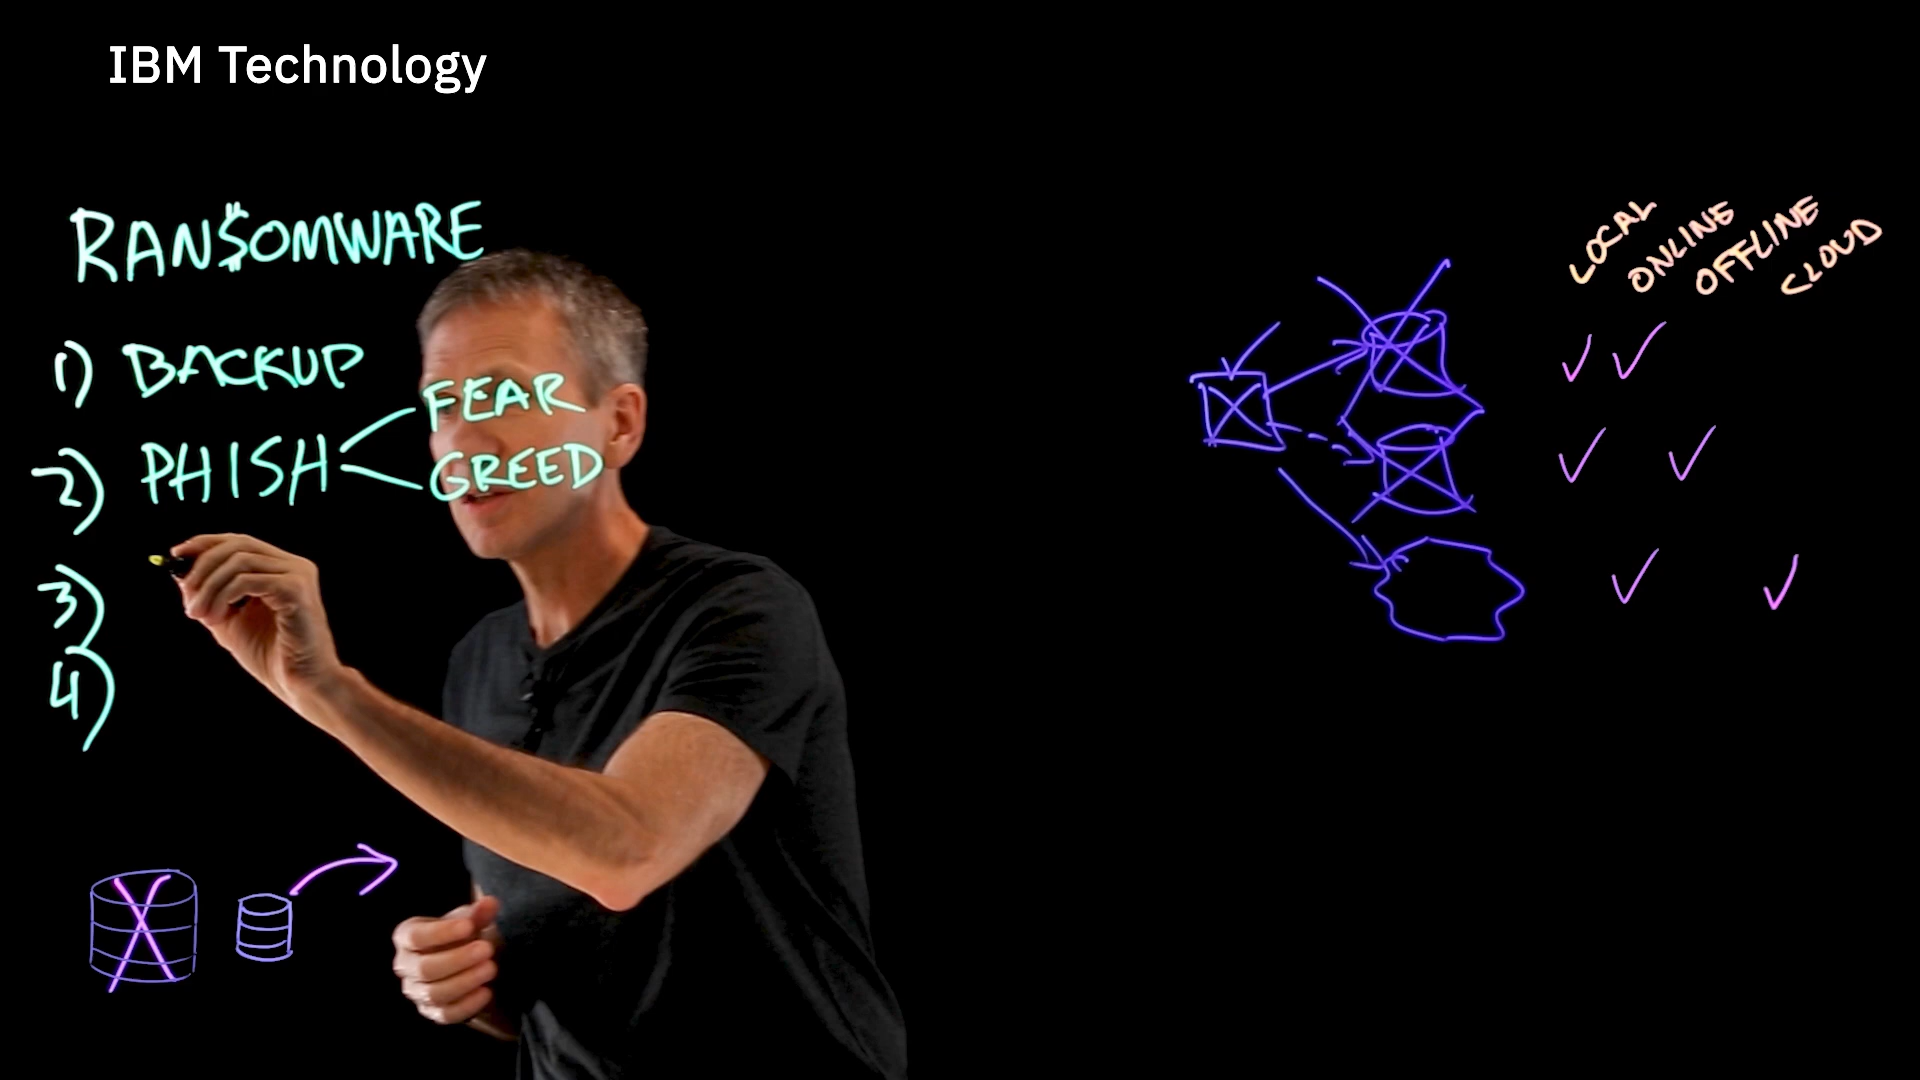 IBM Technology
RAN$OMWARE
1) BACKUP
2) PHISH
FEAR
GREED
3)
4)
LOCAL
ONLINE
OFFLINE
CLOUD